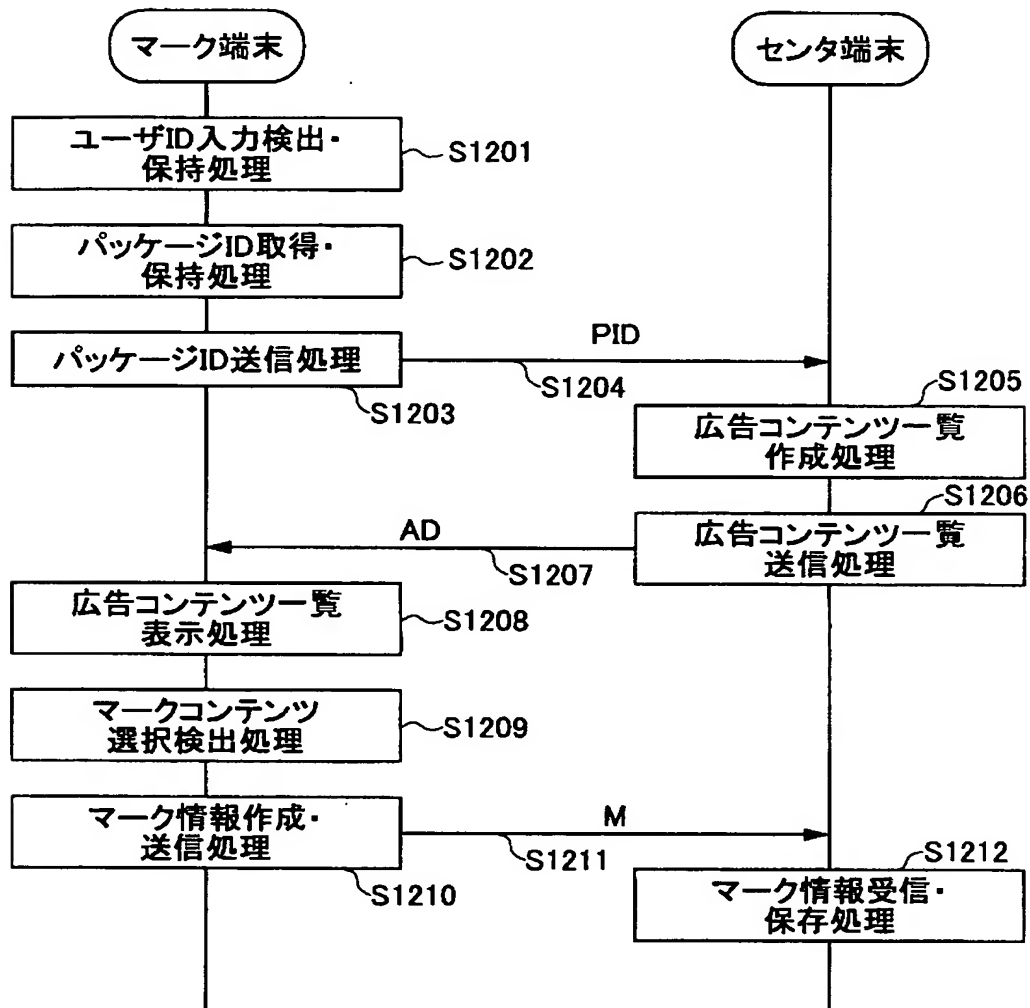 マーク端末
センタ端末
ユーザID入力検出・
保持処理
S1201
パッケージID取得・
保持処理
S1202
パッケージID送信処理
S1203
PID
S1204
S1205
広告コンテンツ一覧
作成処理
S1206
広告コンテンツ一覧
送信処理
AD
S1207
広告コンテンツ一覧
表示処理
S1208
マークコンテンツ
選択検出処理
S1209
マーク情報作成・
送信処理
S1210
M
S1211
S1212
マーク情報受信・
保存処理